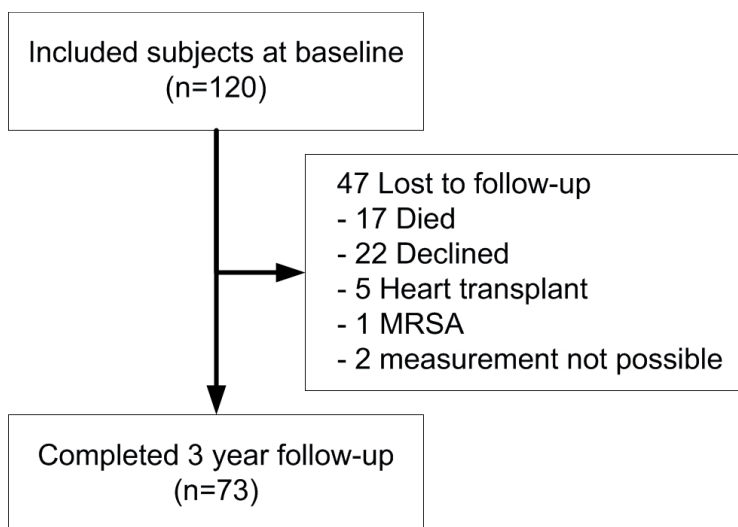 Included subjects at baseline
(n=120)
47 Lost to follow-up
- 17 Died
- 22 Declined
- 5 Heart transplant
- 1 MRSA
- 2 measurement not possible
Completed 3 year follow-up
(n=73)